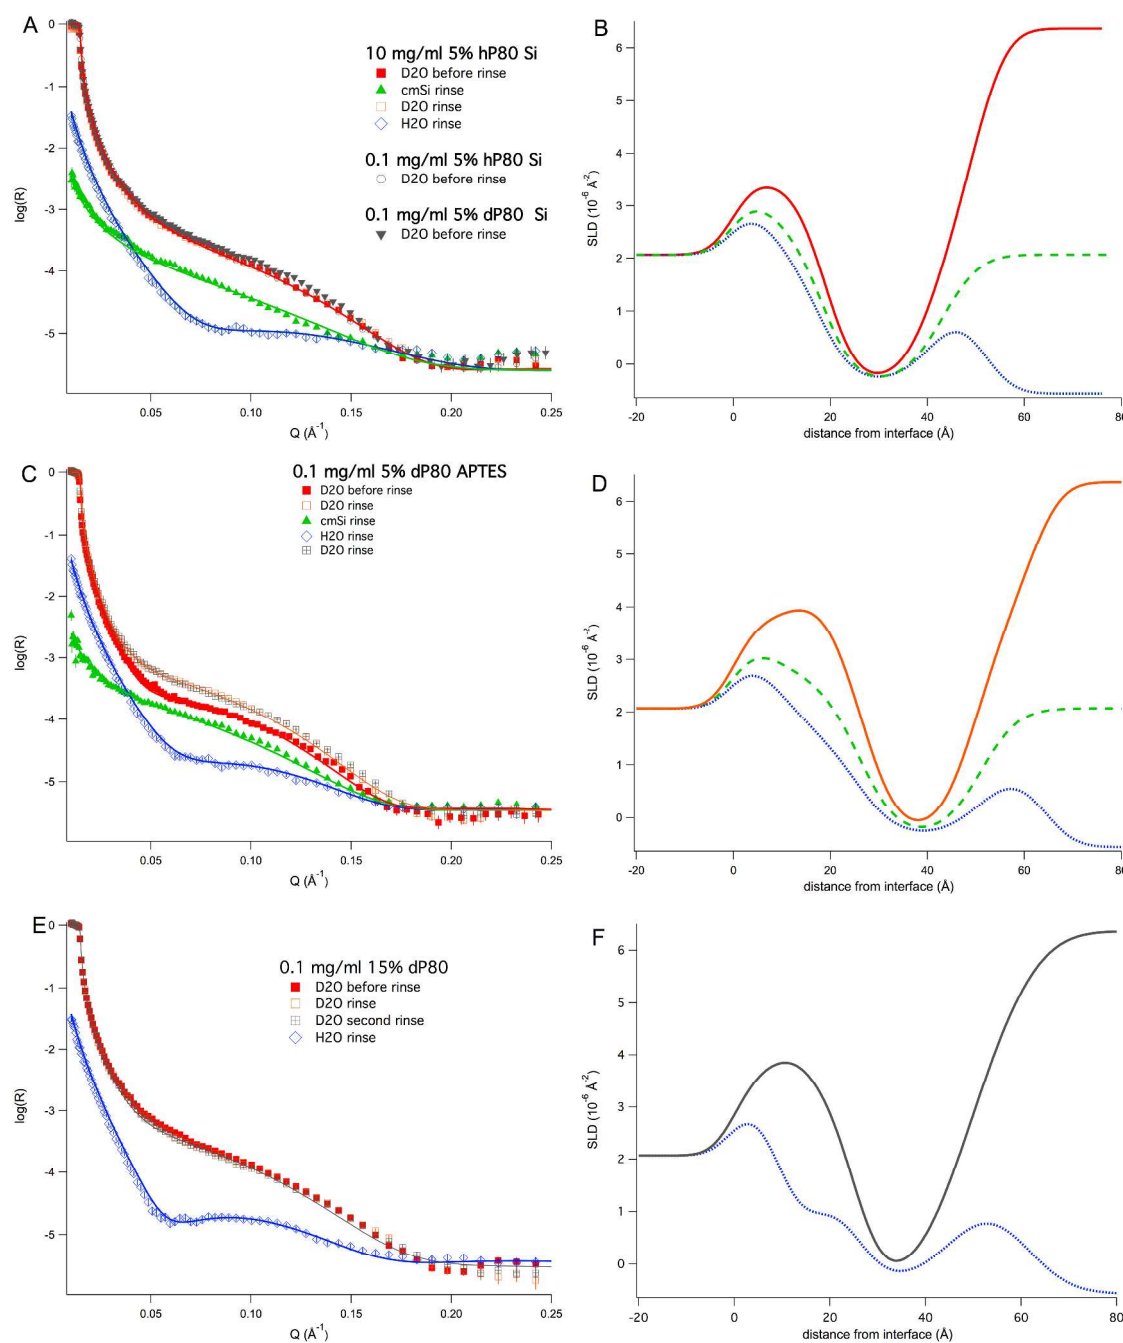 A
10 mg/ml 5% hP80 Si
D2O before rinse
cmSi rinse
D2O rinse
H2O rinse
0.1 mg/ml 5% hP80 Si
D2O before rinse
0.1 mg/ml 5% dP80 Si
D2O before rinse
0
-1
-2
-3
-4
-5
log(R)
0.05
0.10
0.15
0.20
0.25
Q (Å⁻¹)
B
6
5
4
3
2
1
0
SLD (10⁻⁶ Å⁻²)
-20
0
20
40
60
80
distance from interface (Å)
C
0.1 mg/ml 5% dP80 APTES
D2O before rinse
D2O rinse
cmSi rinse
H2O rinse
D2O rinse
0
-1
-2
-3
-4
-5
log(R)
0.05
0.10
0.15
0.20
0.25
Q (Å⁻¹)
D
6
5
4
3
2
1
0
SLD (10⁻⁶ Å⁻²)
-20
0
20
40
60
80
distance from interface (Å)
E
0.1 mg/ml 15% dP80
D2O before rinse
D2O rinse
D2O second rinse
H2O rinse
0
-1
-2
-3
-4
-5
log(R)
0.05
0.10
0.15
0.20
0.25
Q (Å⁻¹)
F
6
5
4
3
2
1
0
SLD (10⁻⁶ Å⁻²)
-20
0
20
40
60
80
distance from interface (Å)